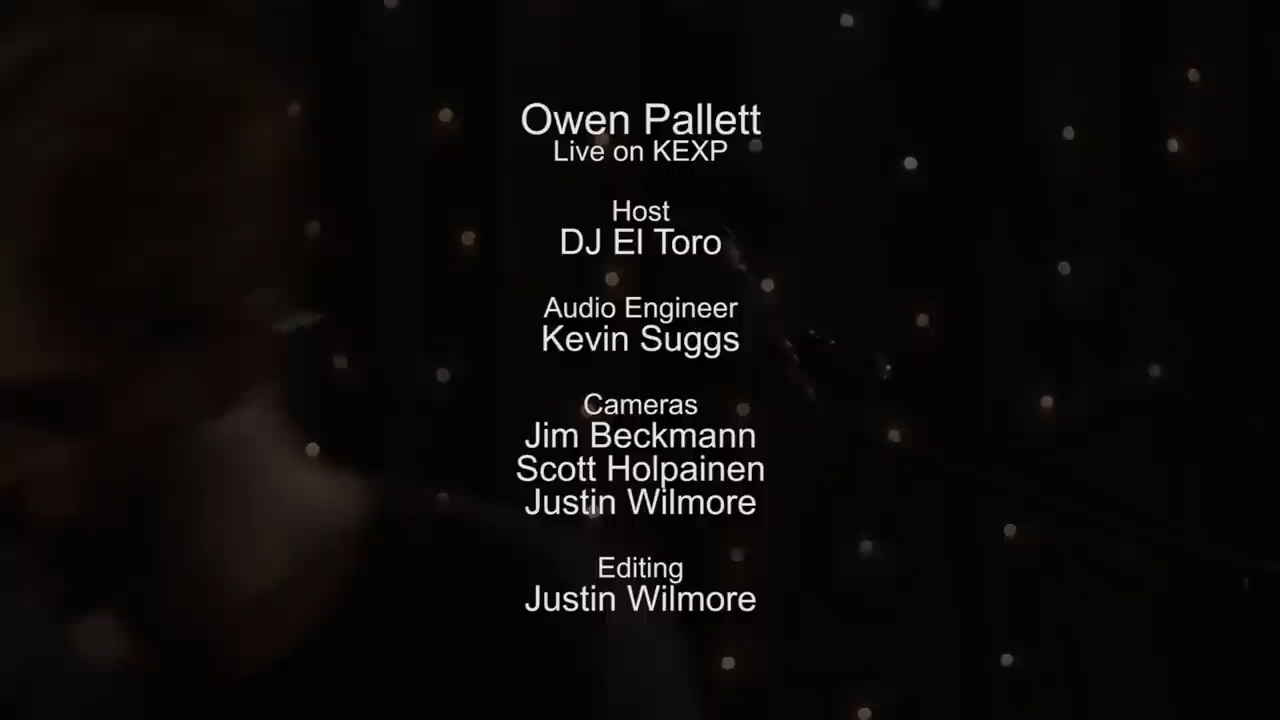 Owen Pallett
Live on KEXP
Host
DJ El Toro
Audio Engineer
Kevin Suggs
Cameras
Jim Beckmann
Scott Holpainen
Justin Wilmore
Editing
Justin Wilmore